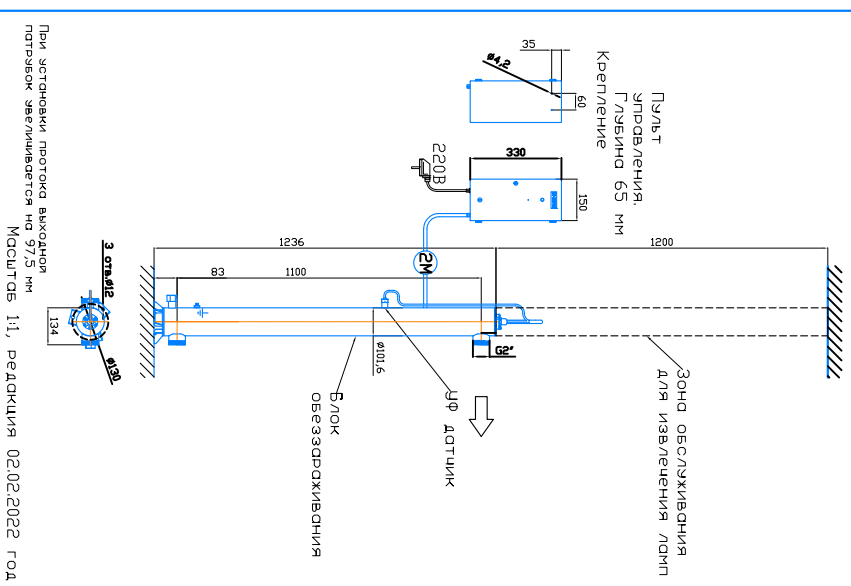 35
ø4,2
60
Крепление
Пульт
управления.
Глубина 65 мм
330
150
220В
2М
1236
1200
83
1100
G2"
ø101,6
УФ датчик
Блок
обеззараживания
Зона обслуживания
для извлечения ламп
3 отв.ø12
134
ø130
При установки протока выходной
патрубок увеличивается на 97,5 мм
Масштаб 1:1, редакция 02.02.2022 год